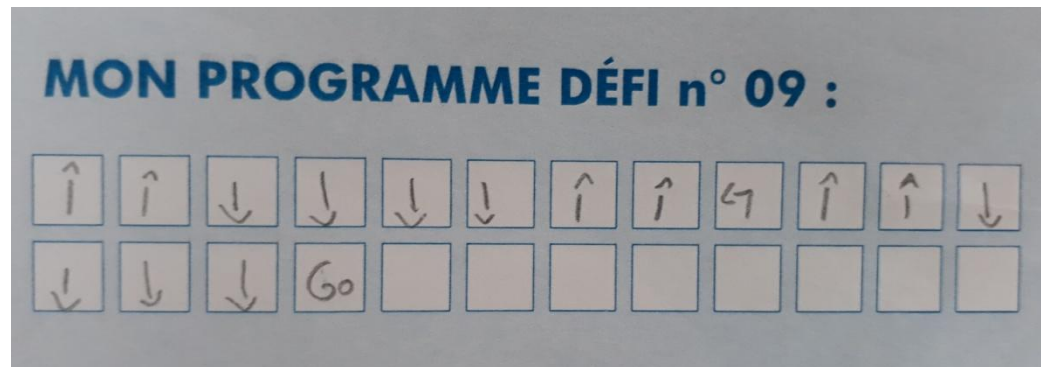 MON PROGRAMME DÉFI n° 09 :
↑ ↑ ↓ ↓ ↓ ↓ ↑ ↑ ↰ ↑ ↑ ↓
↓ ↓ ↓ Go